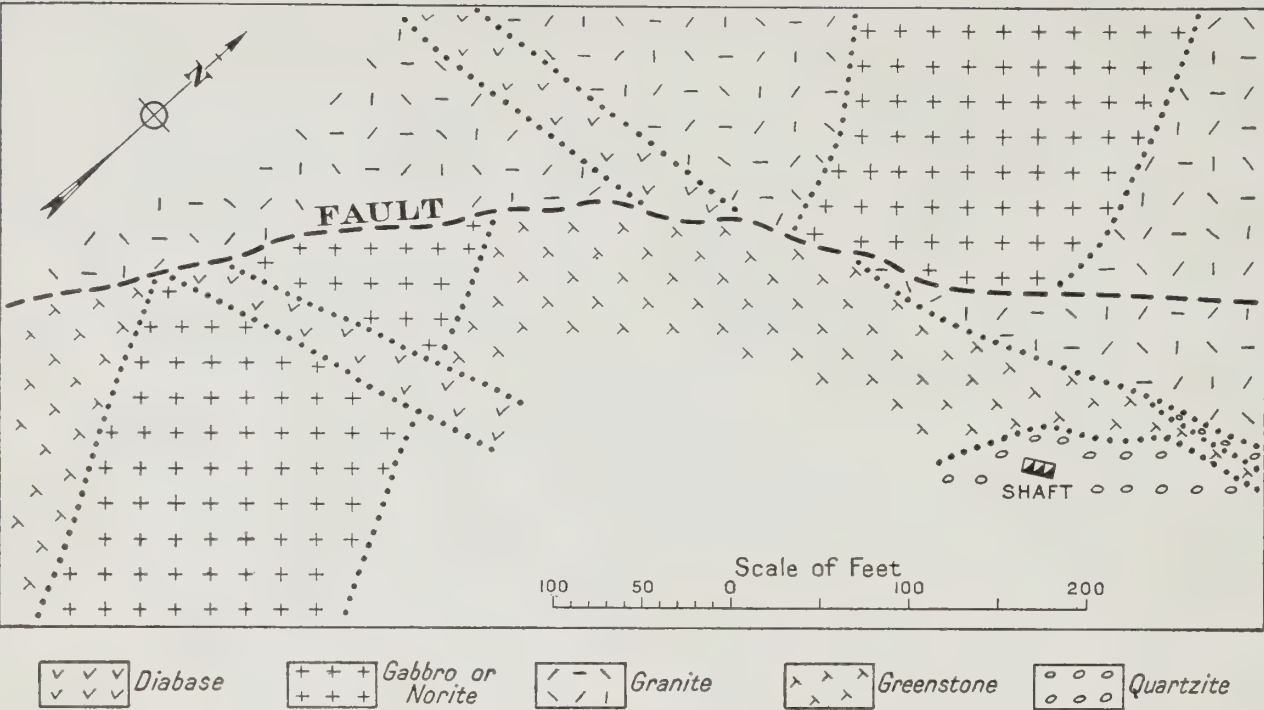 N
FAULT
SHAFT
Scale of Feet
100 50 0 100 200
Diabase
Gabbro or
Norite
Granite
Greenstone
Quartzite